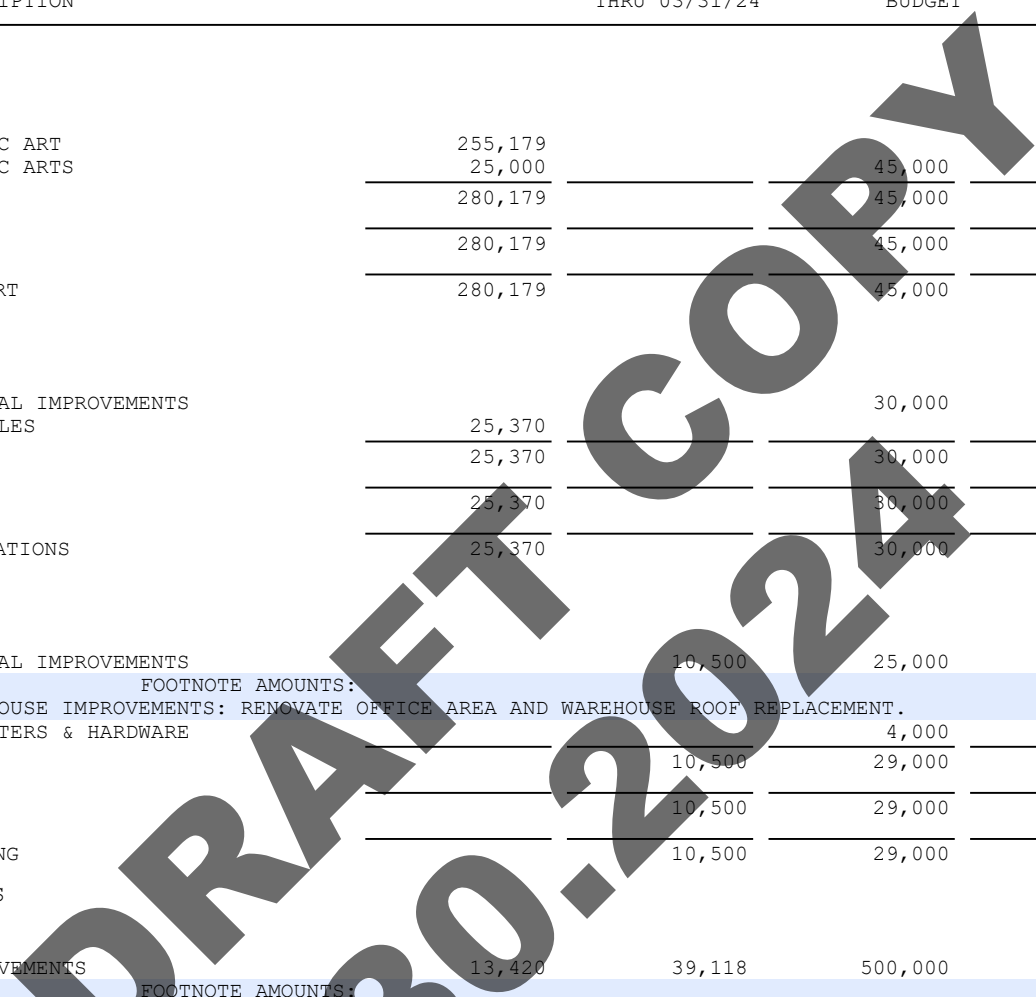 THRU 03/31/24 BUDGET
C ART 255,179
C ARTS 25,000 45,000
280,179 45,000
280,179 45,000
RT 280,179 45,000
AL IMPROVEMENTS 30,000
LES 25,370
25,370 30,000
25,370 30,000
ATIONS 25,370 30,000
AL IMPROVEMENTS 10,500 25,000
FOOTNOTE AMOUNTS:
OUSE IMPROVEMENTS: RENOVATE OFFICE AREA AND WAREHOUSE ROOF REPLACEMENT.
TERS & HARDWARE 4,000
10,500 29,000
10,500 29,000
NG 10,500 29,000
S
VEMENTS 13,420 39,118 500,000
FOOTNOTE AMOUNTS:
DRAFT COPY
30.2024